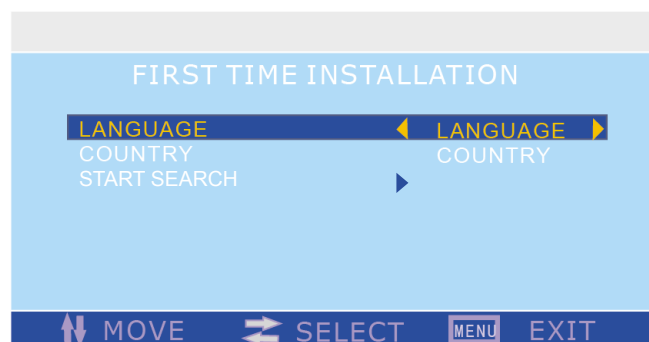 FIRST TIME INSTALLATION
LANGUAGE LANGUAGE
COUNTRY COUNTRY
START SEARCH
MOVE SELECT MENU EXIT